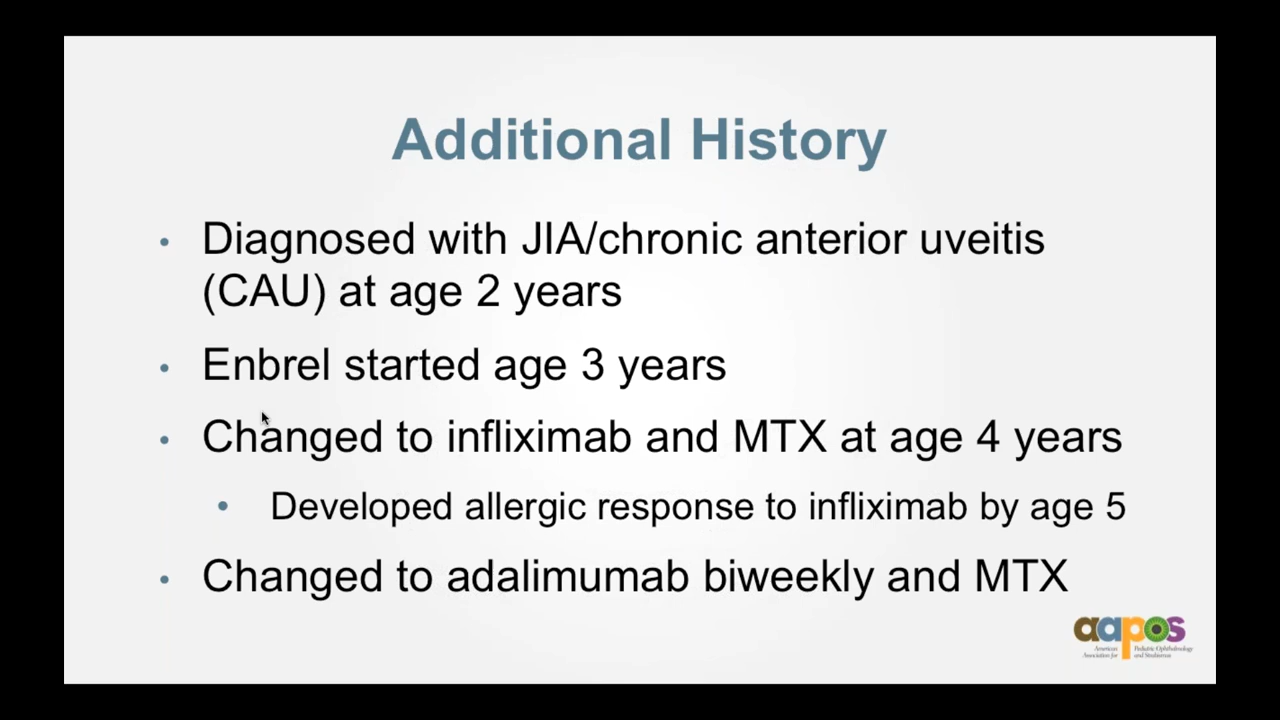 Additional History
• Diagnosed with JIA/chronic anterior uveitis
(CAU) at age 2 years
• Enbrel started age 3 years
• Changed to infliximab and MTX at age 4 years
• Developed allergic response to infliximab by age 5
• Changed to adalimumab biweekly and MTX
aapos
American Pediatric Ophthalmology
Association for and Strabismus